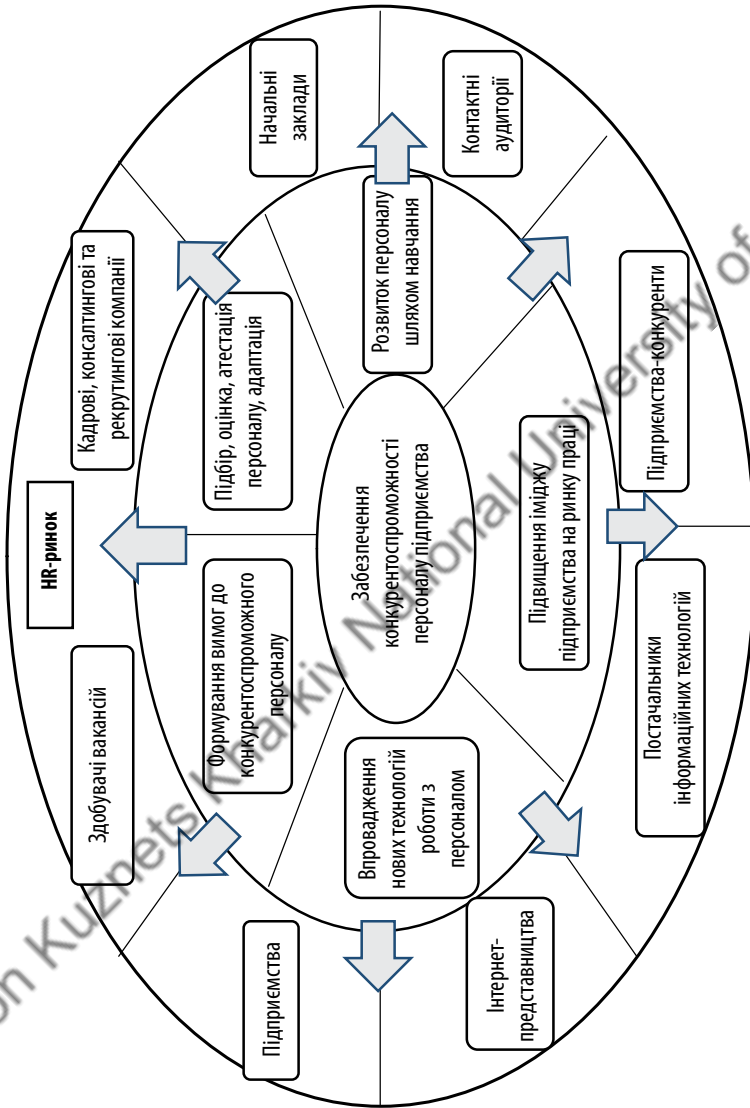 HR-ринок
Здобувачі вакансій
Кадрові, консалтингові та
рекрутингові компанії
Начальні
заклади
Контактні
аудиторії
Підприємства-конкуренти
Постачальники
інформаційних технологій
Інтернет-
представництва
Підприємства
Формування вимог до
конкурентоспроможного
персоналу
Підбір, оцінка, атестація
персоналу, адаптація
Розвиток персоналу
шляхом навчання
Підвищення іміджу
підприємства на ринку праці
Впровадження
нових технологій
роботи з
персоналом
Забезпечення
конкурентоспроможності
персоналу підприємства
on Kuznets Kharkiv National University of